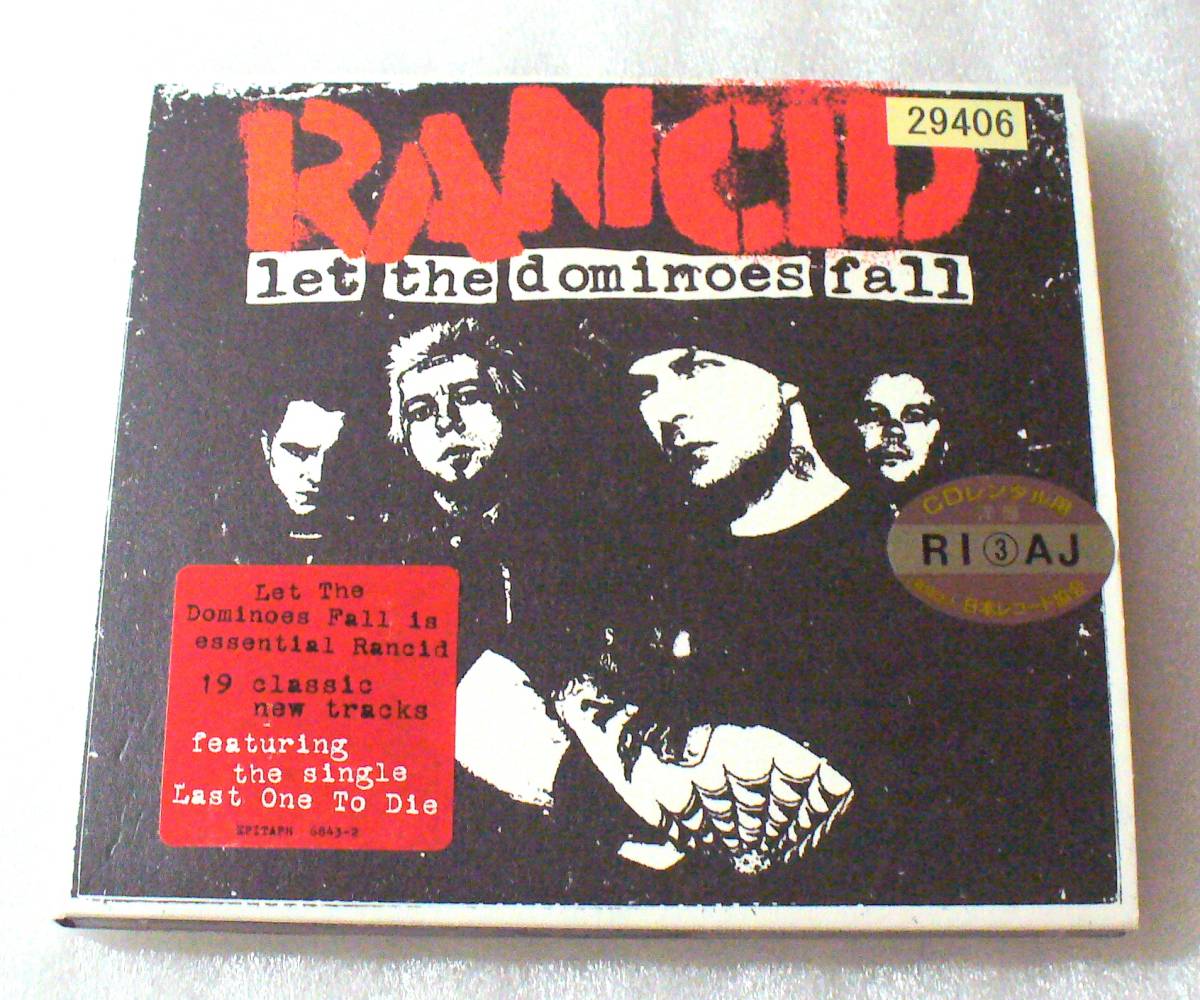 RANCID
29406
let the dominoes fall
CDレンタル用
RI③AJ
日本レコード協会
Let The
Dominoes Fall is
essential Rancid
19 classic
new tracks
featuring
the single
Last One To Die
EPITAPH 6843-2